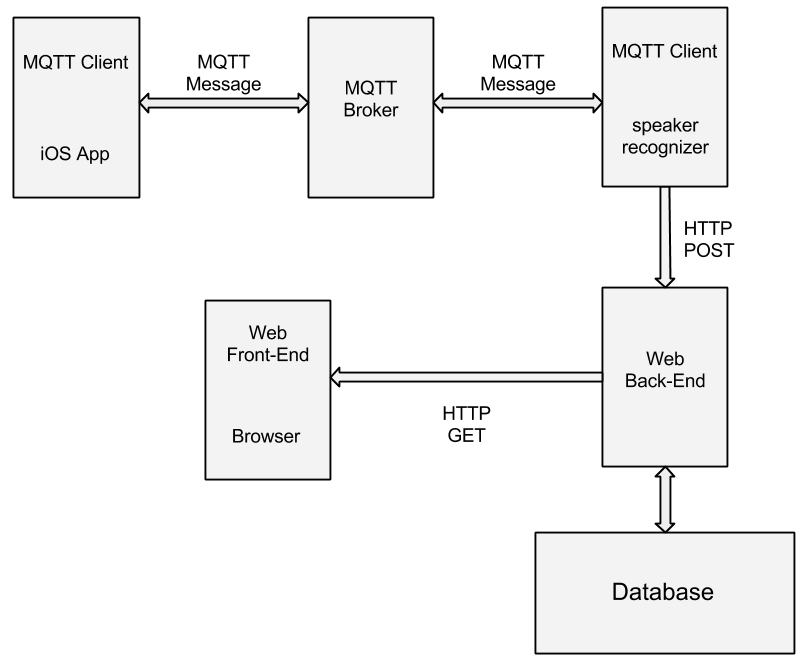 MQTT Client
iOS App
MQTT
Message
MQTT
Broker
MQTT
Message
MQTT Client
speaker
recognizer
HTTP
POST
Web
Front-End
Browser
HTTP
GET
Web
Back-End
Database